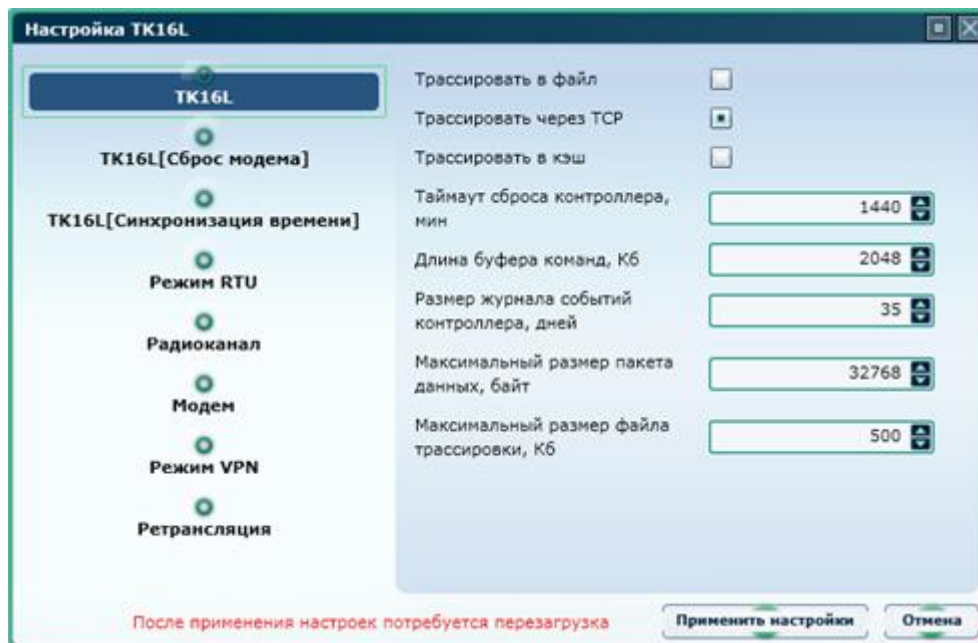 Настройка TK16L
TK16L
TK16L[Сброс модема]
TK16L[Синхронизация времени]
Режим RTU
Радиоканал
Модем
Режим VPN
Ретрансляция
Трассировать в файл
Трассировать через TCP
Трассировать в кэш
Таймаут сброса контроллера,
мин
1440
Длина буфера команд, Кб
2048
Размер журнала событий
контроллера, дней
35
Максимальный размер пакета
данных, байт
32768
Максимальный размер файла
трассировки, Кб
500
После применения настроек потребуется перезагрузка
Применить настройки
Отмена